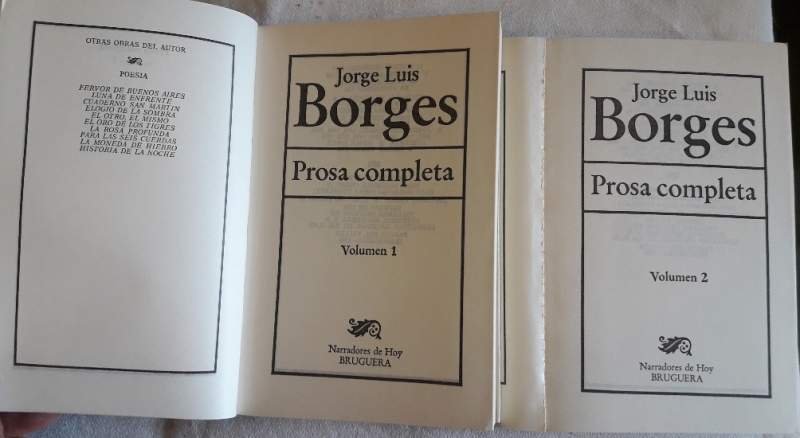 OTRAS OBRAS DEL AUTOR
POESIA
FERVOR DE BUENOS AIRES
LUNA DE ENFRENTE
CUADERNO SAN MARTIN
ELOGIO DE LA SOMBRA
EL OTRO, EL MISMO
EL ORO DE LOS TIGRES
LA ROSA PROFUNDA
PARA LAS SEIS CUERDAS
LA MONEDA DE HIERRO
HISTORIA DE LA NOCHE
Jorge Luis
Borges
Prosa completa
Volumen 1
Narradores de Hoy
BRUGUERA
Jorge Luis
Borges
Prosa completa
Volumen 2
Narradores de Hoy
BRUGUERA